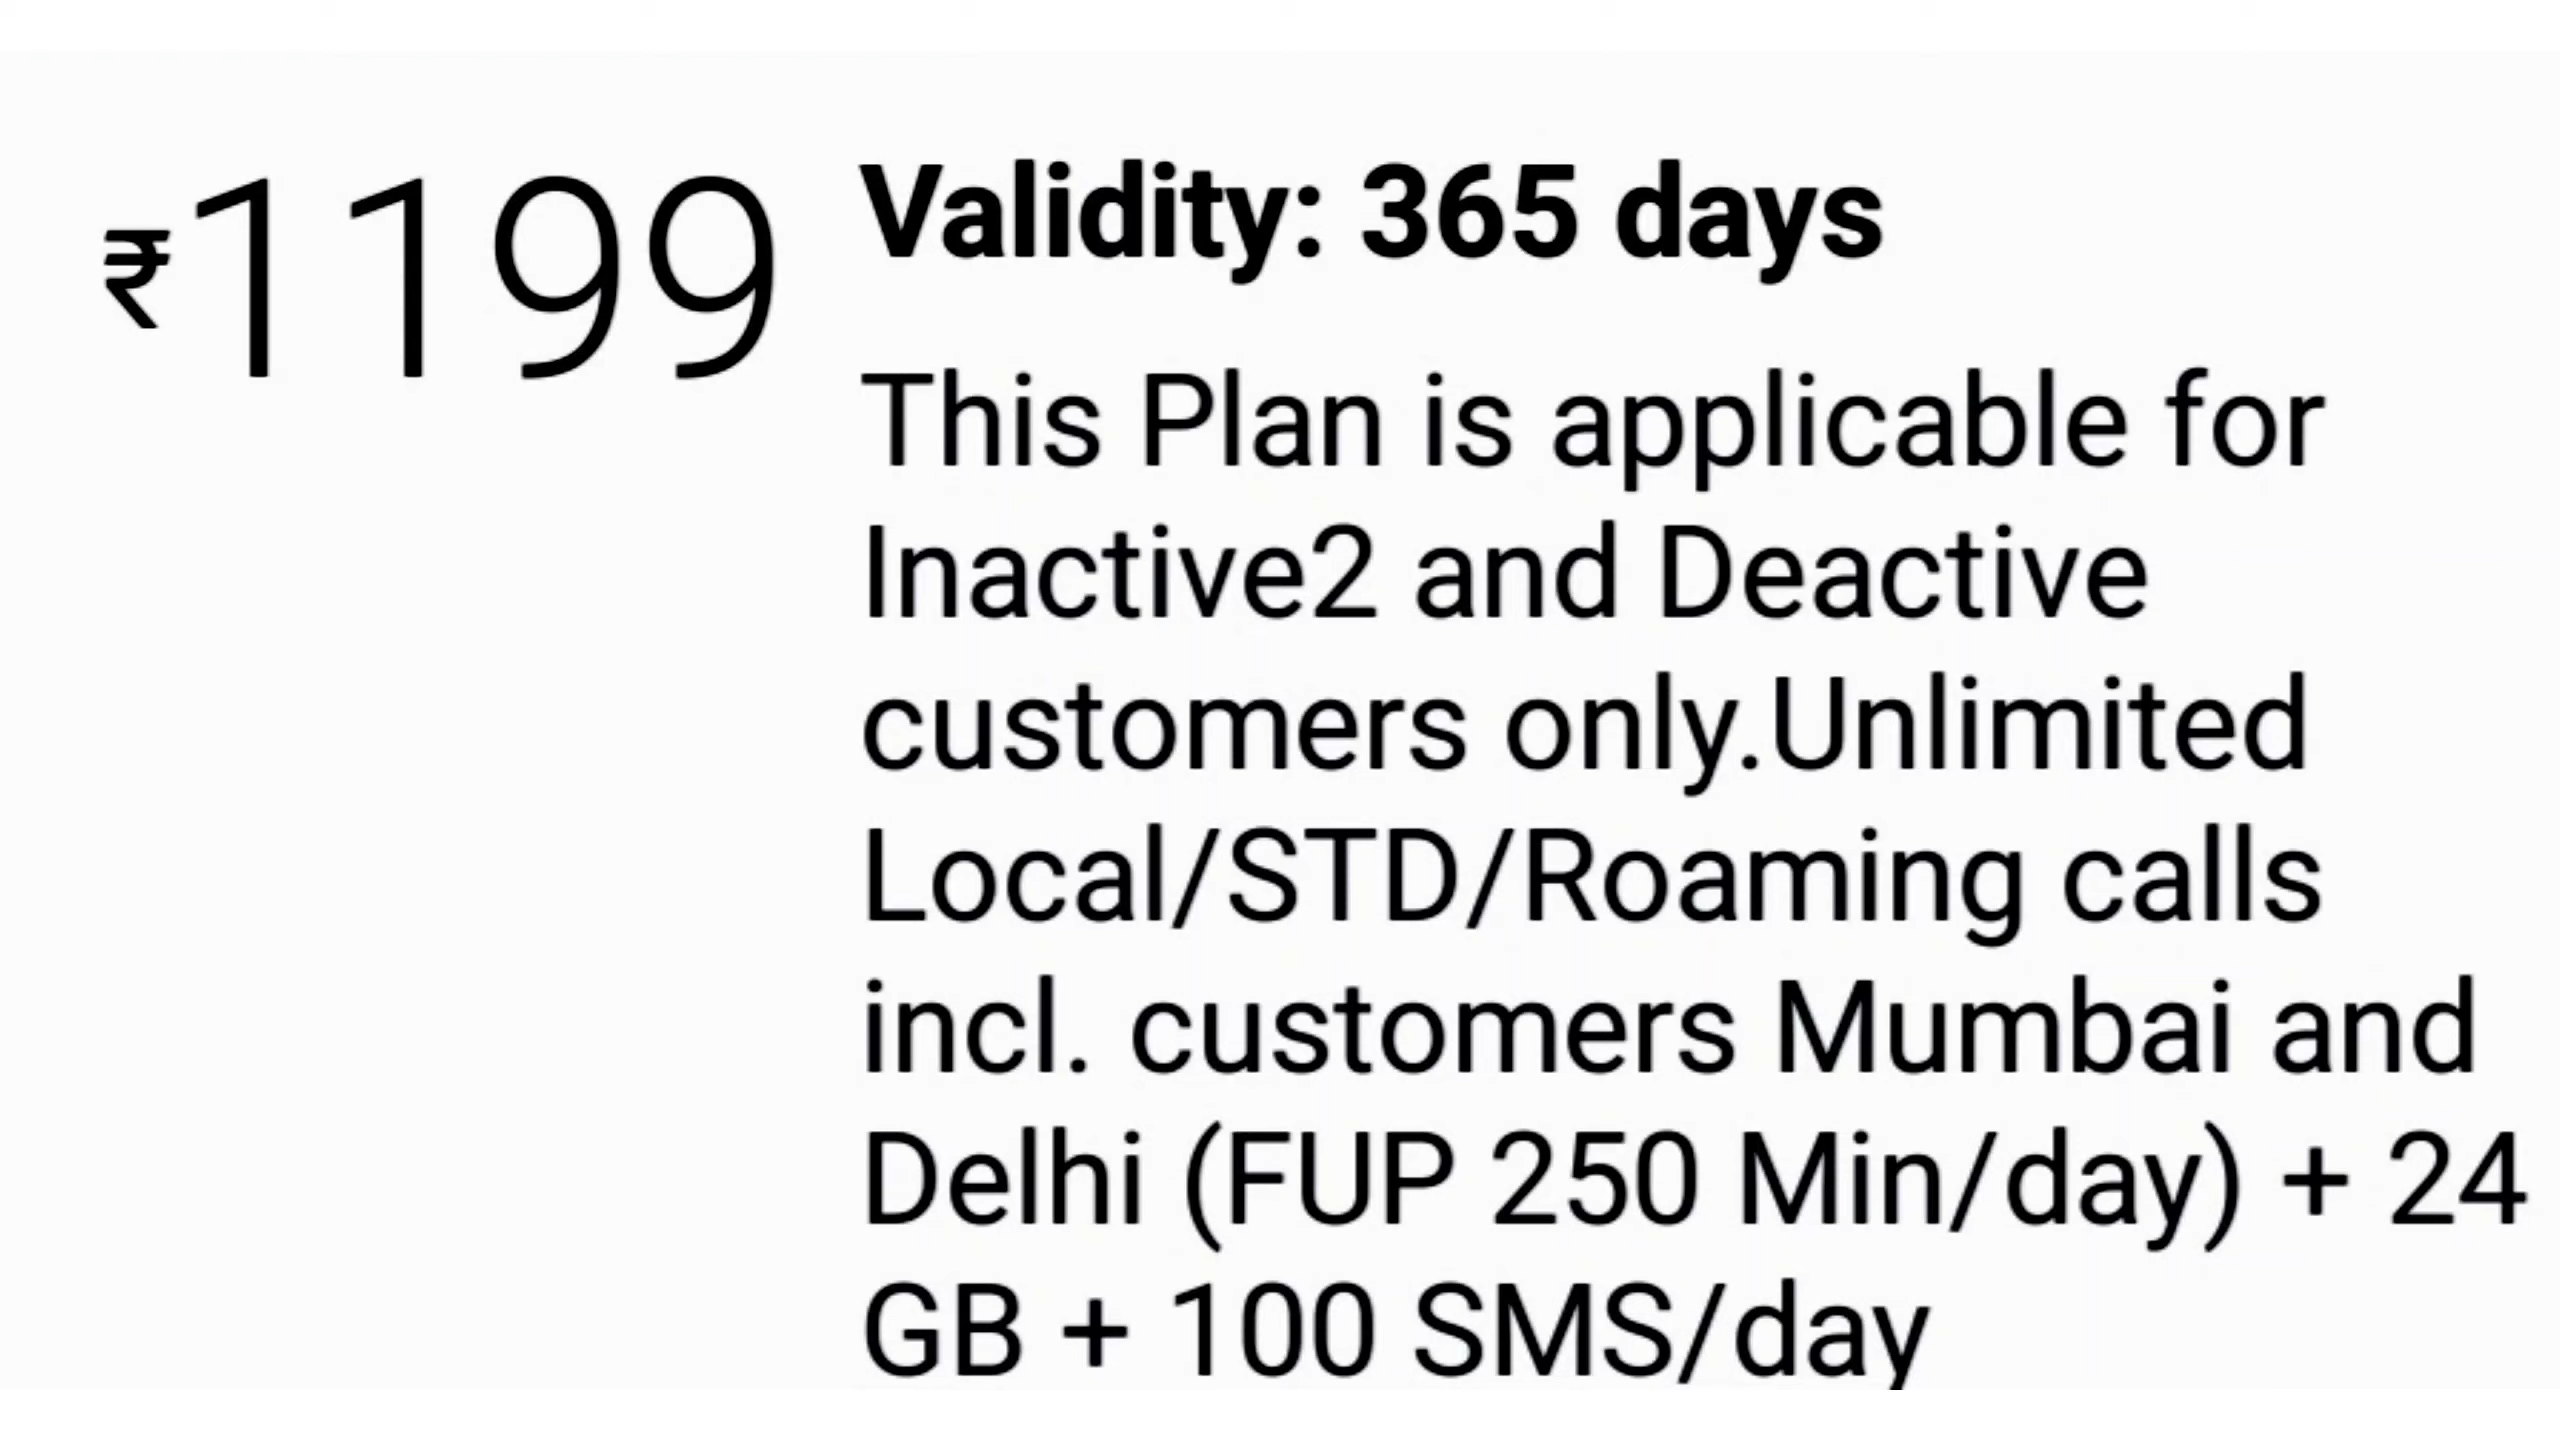 ₹1199
Validity: 365 days
This Plan is applicable for
Inactive2 and Deactive
customers only.Unlimited
Local/STD/Roaming calls
incl. customers Mumbai and
Delhi (FUP 250 Min/day) + 24
GB + 100 SMS/day